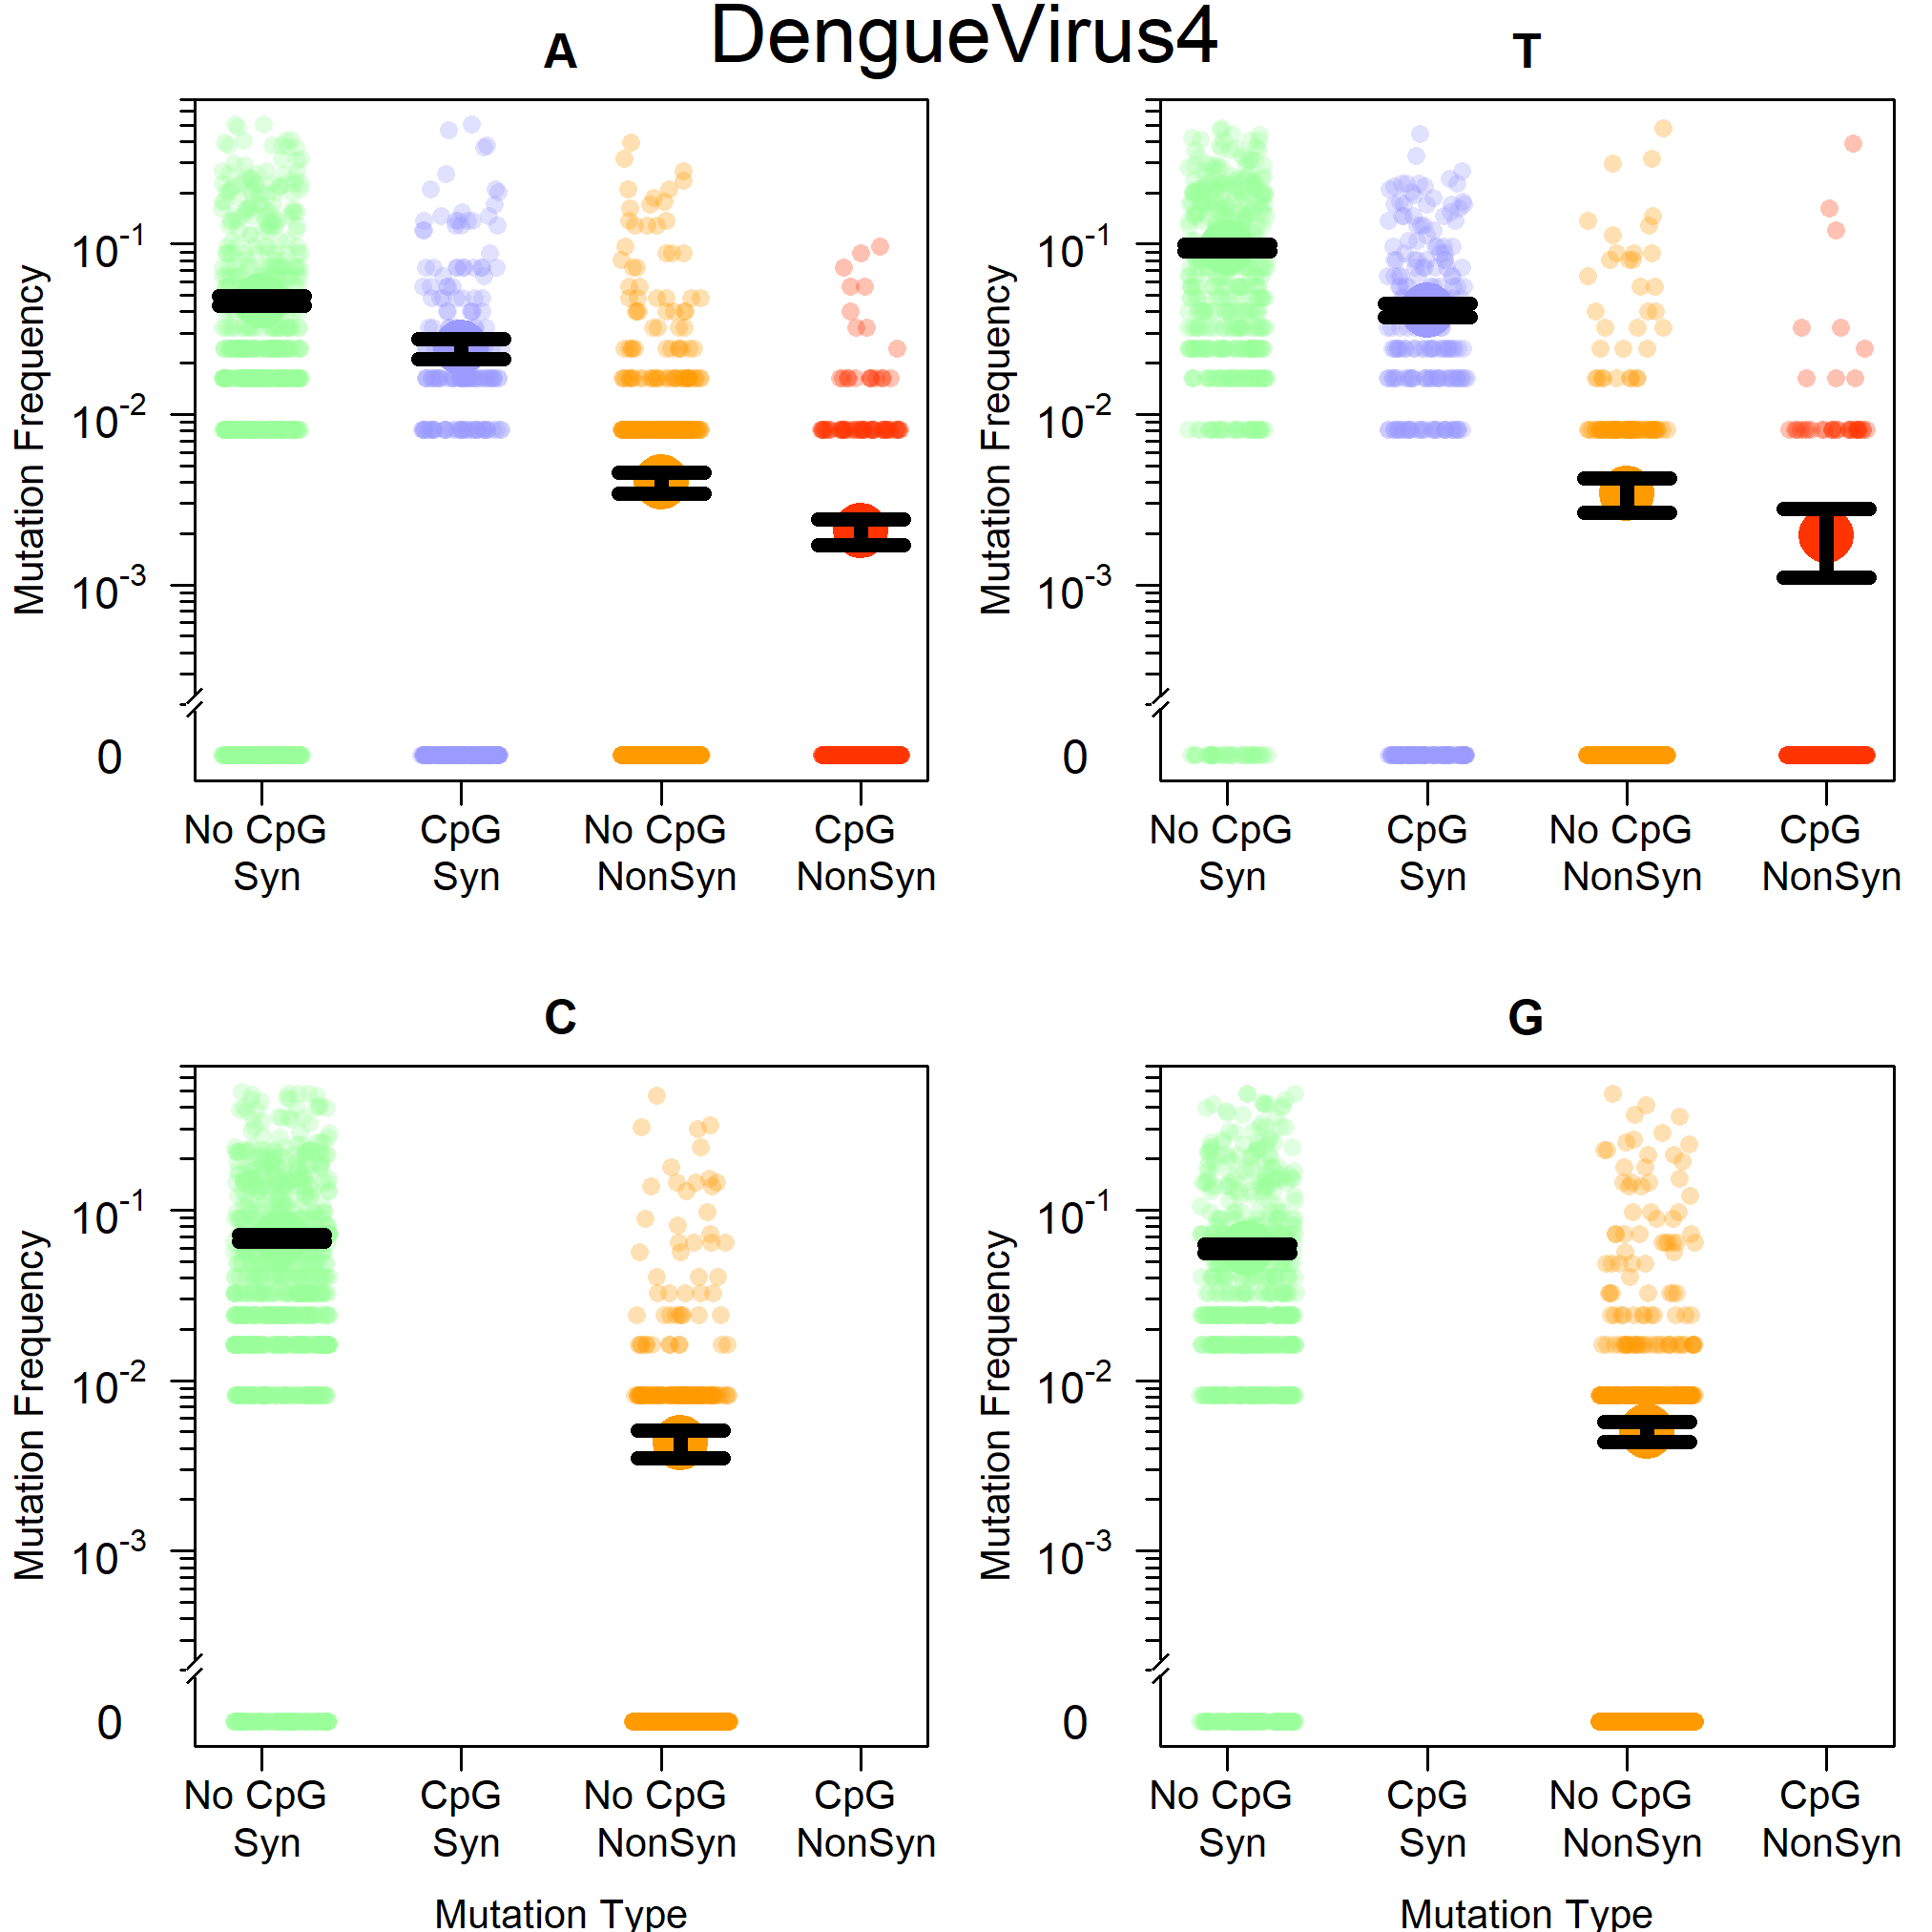 DengueVirus4
A
Mutation Frequency
10-1
10-2
10-3
0
No CpG CpG No CpG CpG
Syn Syn NonSyn NonSyn
T
Mutation Frequency
10-1
10-2
10-3
0
No CpG CpG No CpG CpG
Syn Syn NonSyn NonSyn
C
Mutation Frequency
10-1
10-2
10-3
0
No CpG CpG No CpG CpG
Syn Syn NonSyn NonSyn
Mutation Type
G
Mutation Frequency
10-1
10-2
10-3
0
No CpG CpG No CpG CpG
Syn Syn NonSyn NonSyn
Mutation Type